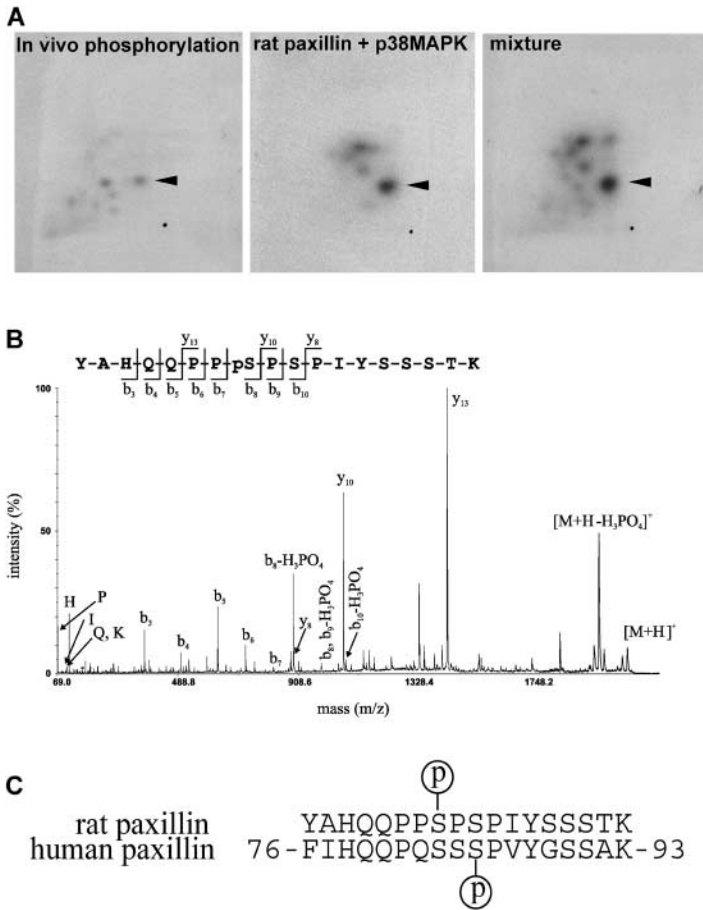 A
In vivo phosphorylation
rat paxillin + p38MAPK
mixture
B
y13 y10 y8
Y-A-H-Q-Q-P-P-pS-P-S-P-I-Y-S-S-S-T-K
b3 b4 b5 b6 b7 b8 b9 b10
100
y13
y10
intensity (%)
50
[M+H-H3PO4]+
b8-H3PO4
b8, b9-H3PO4
b10-H3PO4
H
P
I
Q, K
b3
b4
b5
b6
b7
y8
[M+H]+
0
69.0 488.8 908.6 1328.4 1748.2
mass (m/z)
C
p
rat paxillin YAHQQPPSPSPIYSSSTK
human paxillin 76-FIHQQPQSSSPVYGSSAK-93
p